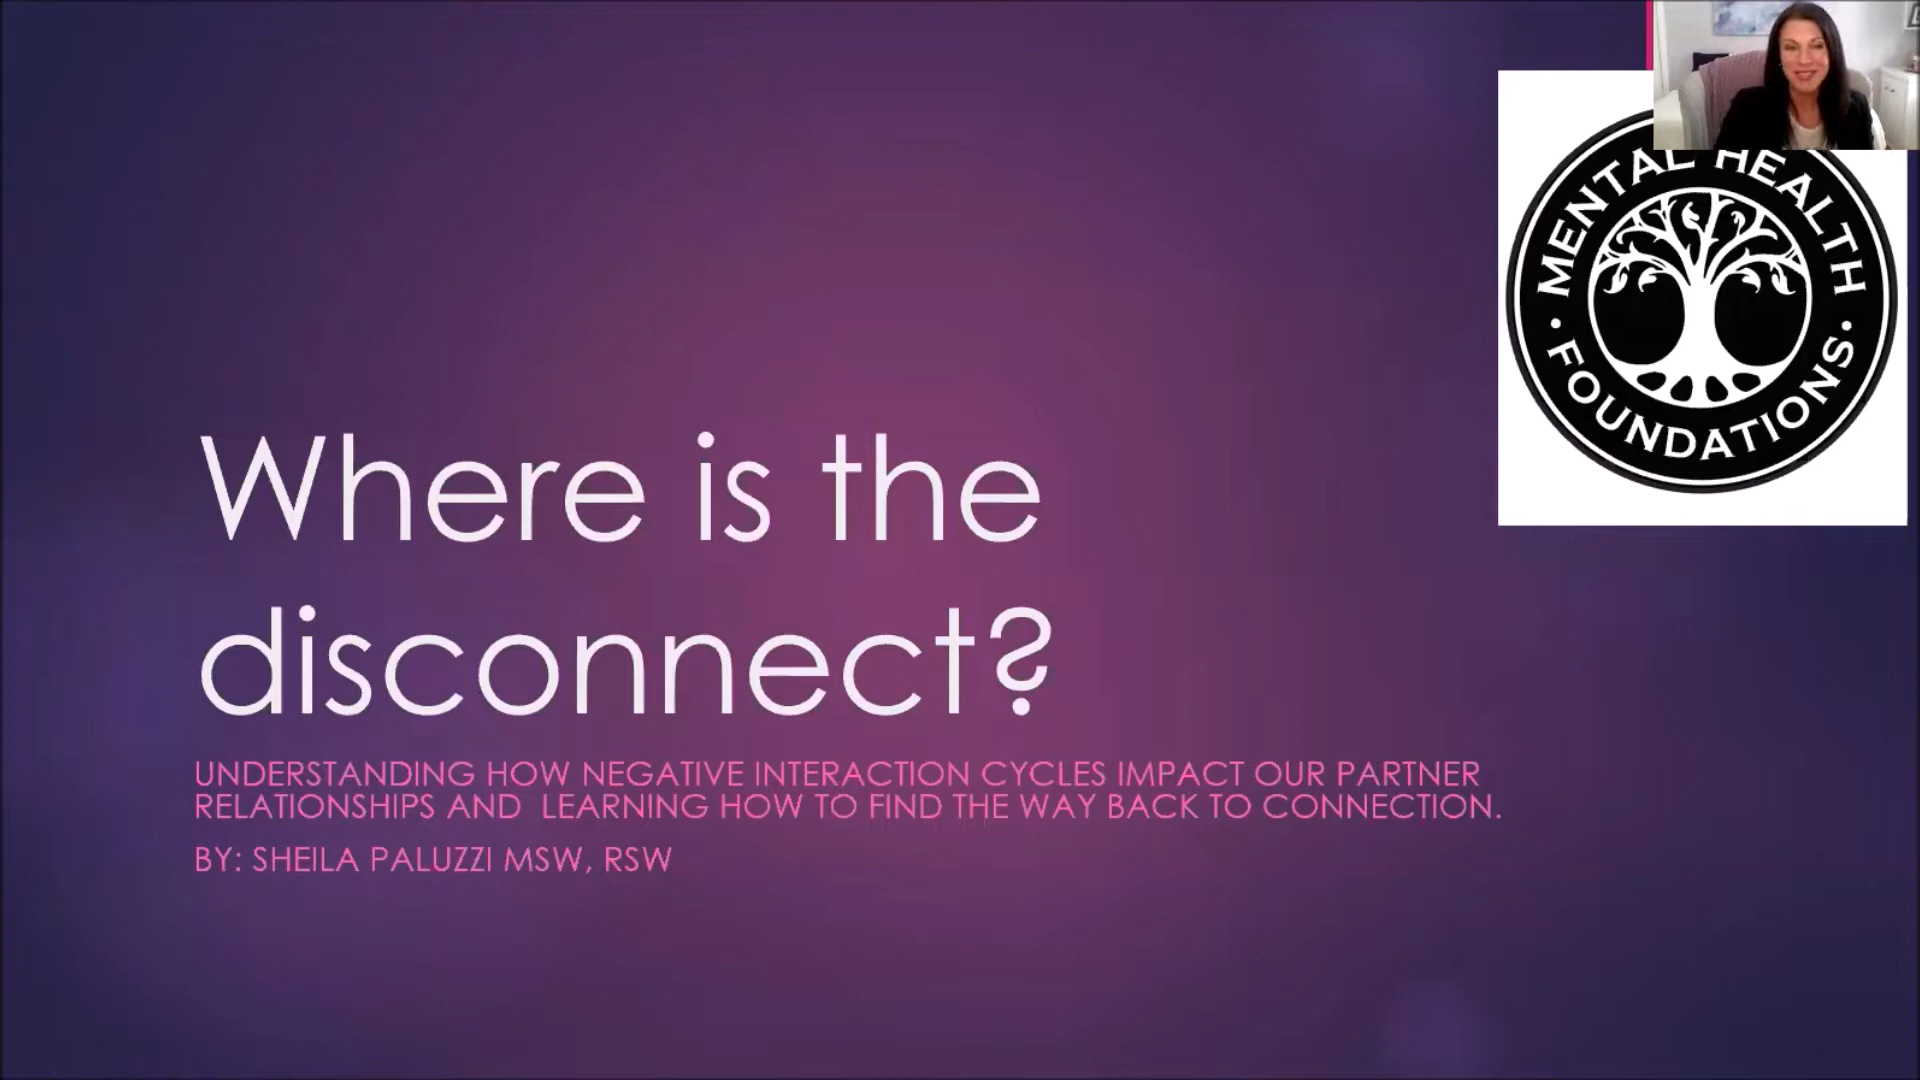 MENTAL HEALTH
FOUNDATIONS
Where is the
disconnect?
UNDERSTANDING HOW NEGATIVE INTERACTION CYCLES IMPACT OUR PARTNER
RELATIONSHIPS AND  LEARNING HOW TO FIND THE WAY BACK TO CONNECTION.
BY: SHEILA PALUZZI MSW, RSW